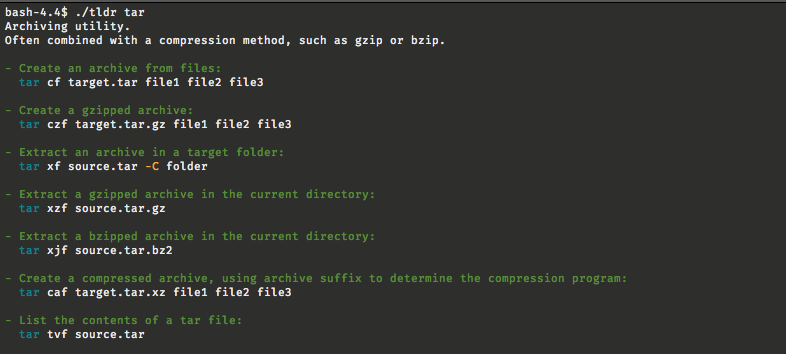 bash-4.4$ ./tldr tar
Archiving utility.
Often combined with a compression method, such as gzip or bzip.
- Create an archive from files:
tar cf target.tar file1 file2 file3
- Create a gzipped archive:
tar czf target.tar.gz file1 file2 file3
- Extract an archive in a target folder:
tar xf source.tar -C folder
- Extract a gzipped archive in the current directory:
tar xzf source.tar.gz
- Extract a bzipped archive in the current directory:
tar xjf source.tar.bz2
- Create a compressed archive, using archive suffix to determine the compression program:
tar caf target.tar.xz file1 file2 file3
- List the contents of a tar file:
tar tvf source.tar